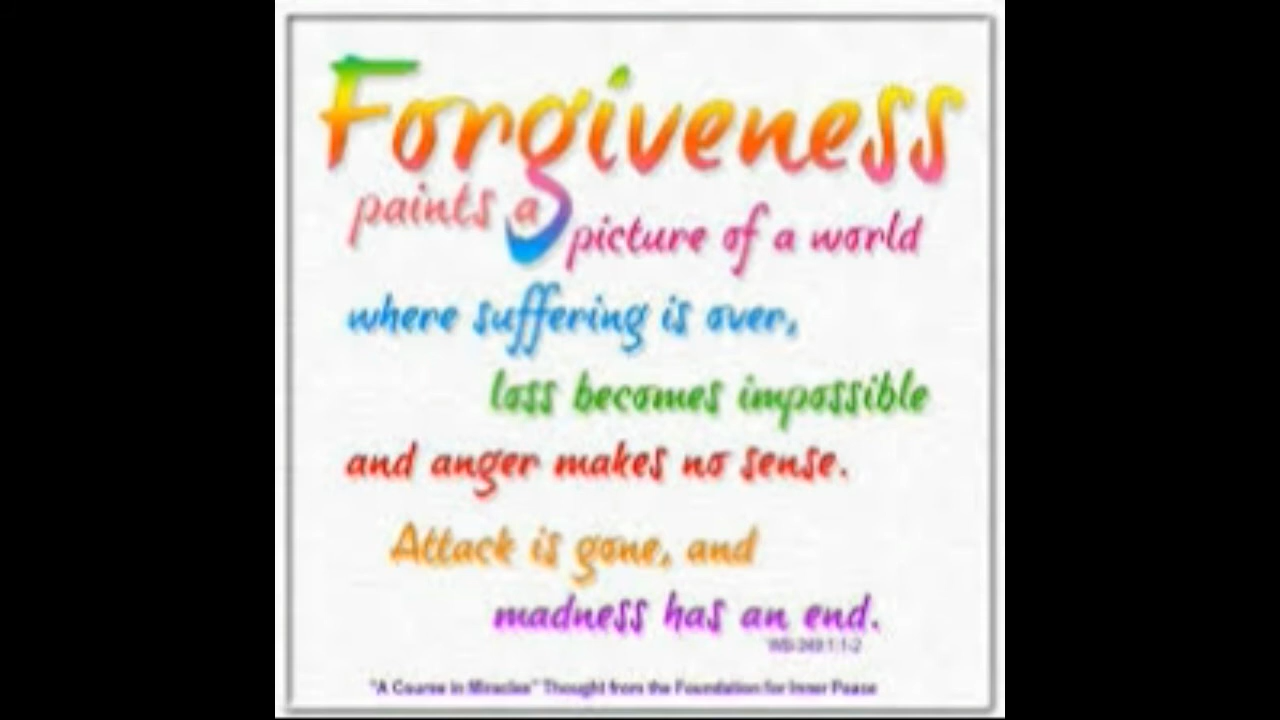 Forgiveness
paints a picture of a world
where suffering is over,
loss becomes impossible
and anger makes no sense.
Attack is gone, and
madness has an end.
"A Course in Miracles" Thought from the Foundation for Inner Peace